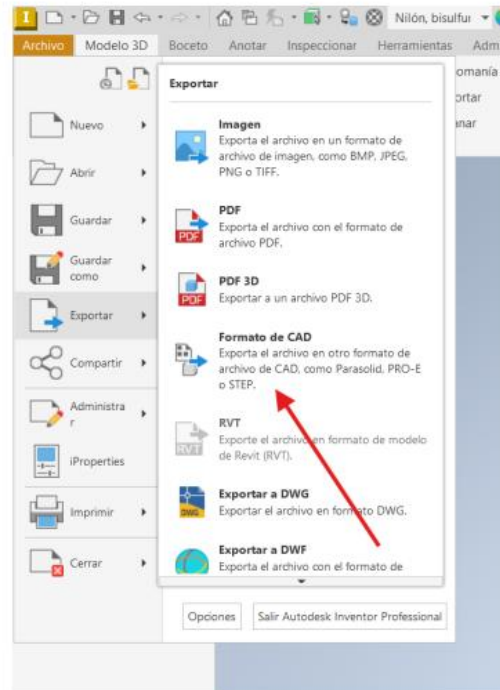 Nilón, bisulfur
Archivo Modelo 3D Boceto Anotar Inspeccionar Herramientas Adm
omanía
ortar
nar
Exportar
Nuevo
Abrir
Guardar
Guardar
como
Exportar
Compartir
Administra
r
iProperties
Imprimir
Cerrar
Imagen
Exporta el archivo en un formato de
archivo de imagen, como BMP, JPEG,
PNG o TIFF.
PDF
PDF
Exporta el archivo con el formato de
archivo PDF.
PDF
PDF 3D
Exportar a un archivo PDF 3D.
Formato de CAD
Exporta el archivo en otro formato de
archivo de CAD, como Parasolid, PRO-E
o STEP.
RVT
RVT
Exporte el archivo en formato de modelo
de Revit (RVT).
DWG
Exportar a DWG
Exportar el archivo en formato DWG.
Exportar a DWF
Exporta el archivo con el formato de
Opciones Salir Autodesk Inventor Professional